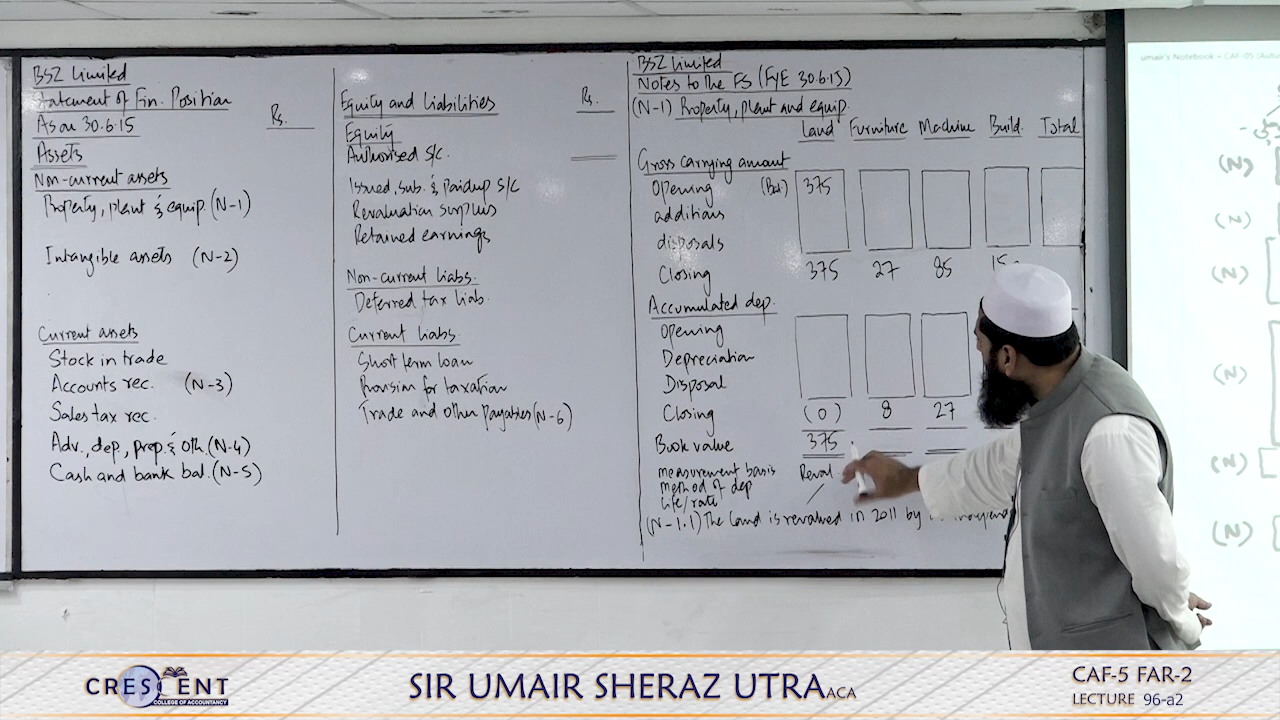 BSZ Limited
Statement of Fin. Position
As on 30.6.15
Rs.
Assets
Non-current assets
Property, plant & equip. (N-1)
Intangible assets (N-2)
Current assets
Stock in trade
Accounts rec. (N-3)
Sales tax rec.
Adv., dep, prep & oth. (N-4)
Cash and bank bal. (N-5)
Equity and liabilities
Rs.
Equity
Authorised S/C.
Issued, sub. & Paidup S/C
Revaluation surplus
Retained earnings
Non-current liabs.
Deferred tax liab.
Current liabs
Short term loan
Provision for taxation
Trade and other payables (N-6)
BSZ Limited
Notes to the FS (FYE 30.6.15)
(N-1) Property, plant and equip.
Land Furniture Machine Build. Total
Gross carrying amount
Opening (Bal) 375
additions
disposals
Closing 375 27 85
Accumulated dep.
Opening
Depreciation
Disposal
Closing (0) 8 27
Book value 375
measurement basis Reval.
method of dep
life/rate
(N-1.1) The Land is revalued in 2011 by
umair's Notebook - CAF-05
CRESCENT
COLLEGE OF ACCOUNTANCY
SIR UMAIR SHERAZ UTRA ACA
CAF-5 FAR-2
LECTURE 96-a2